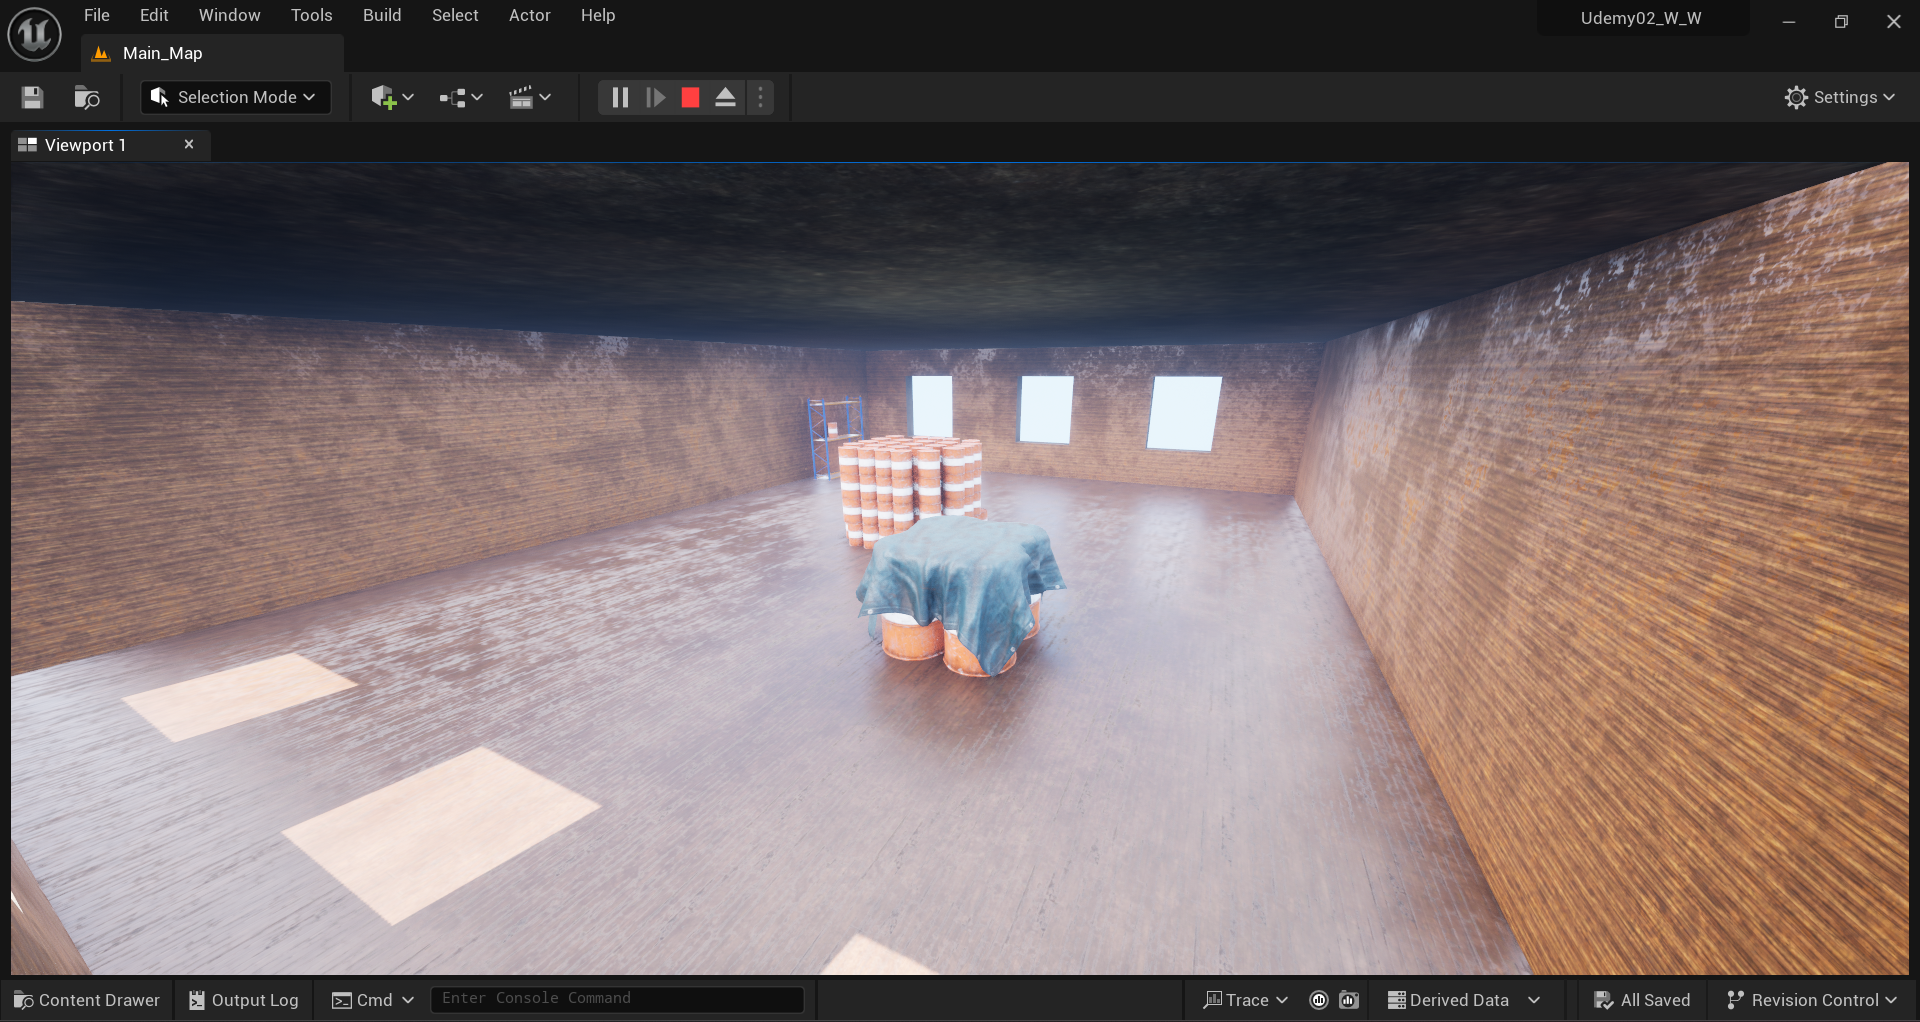 File Edit Window Tools Build Select Actor Help
Udemy02_W_W
Main_Map
Selection Mode
Settings
Viewport 1
Content Drawer
Output Log
Cmd
Enter Console Command
Trace
Derived Data
All Saved
Revision Control